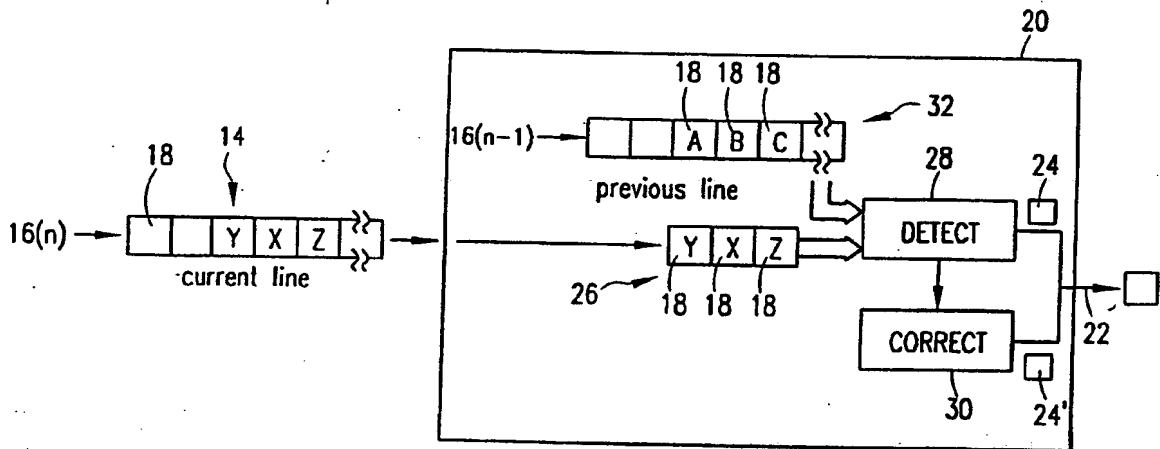 20
18 18 18
32
16(n-1)
A B C
previous line
18
14
28
24
16(n)
Y X Z
DETECT
current line
Y X Z
26
18 18 18
22
CORRECT
30
24'